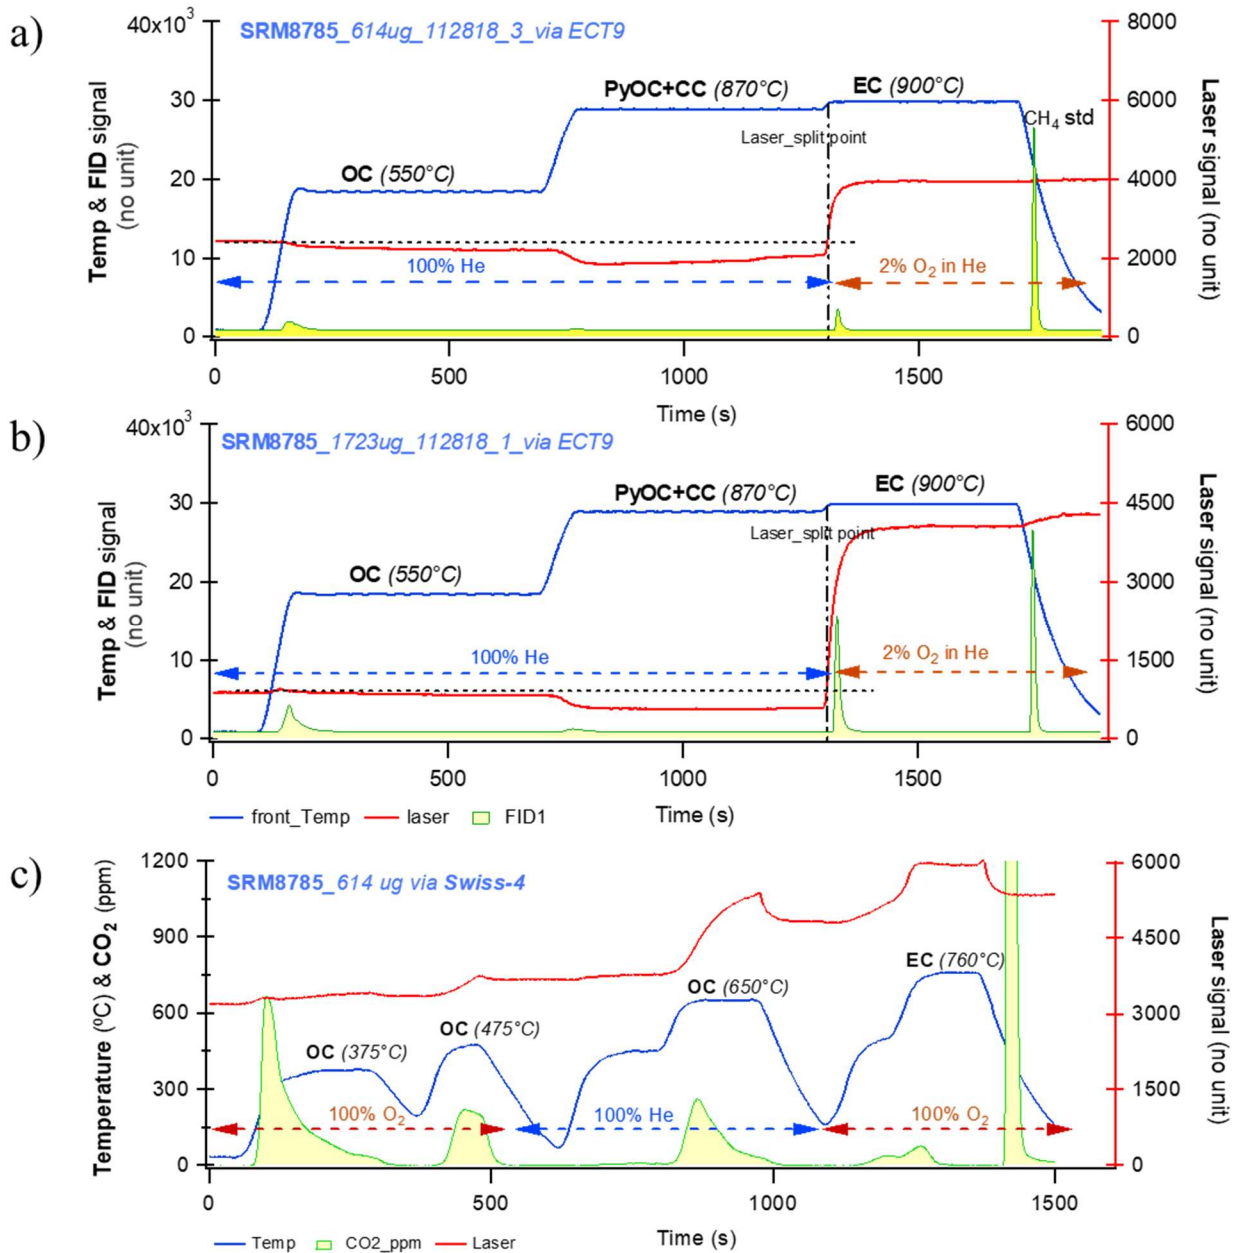 a)
SRM8785_614ug_112818_3_via ECT9
40x10³
30
20
10
0
Temp & FID signal
(no unit)
8000
6000
4000
2000
0
Laser signal (no unit)
OC (550°C)
PyOC+CC (870°C)
EC (900°C)
Laser_split point
CH₄ std
100% He
2% O₂ in He
0
500
1000
1500
Time (s)
b)
SRM8785_1723ug_112818_1_via ECT9
40x10³
30
20
10
0
Temp & FID signal
(no unit)
6000
4500
3000
1500
0
Laser signal (no unit)
OC (550°C)
PyOC+CC (870°C)
EC (900°C)
Laser_split point
100% He
2% O₂ in He
0
500
1000
1500
Time (s)
front_Temp laser FID1
c)
SRM8785_614 ug via Swiss-4
1200
900
600
300
0
Temperature (ºC) & CO₂ (ppm)
6000
4500
3000
1500
0
Laser signal (no unit)
OC (375°C)
OC (475°C)
OC (650°C)
EC (760°C)
100% O₂
100% He
100% O₂
0
500
1000
1500
Time (s)
Temp CO2_ppm Laser